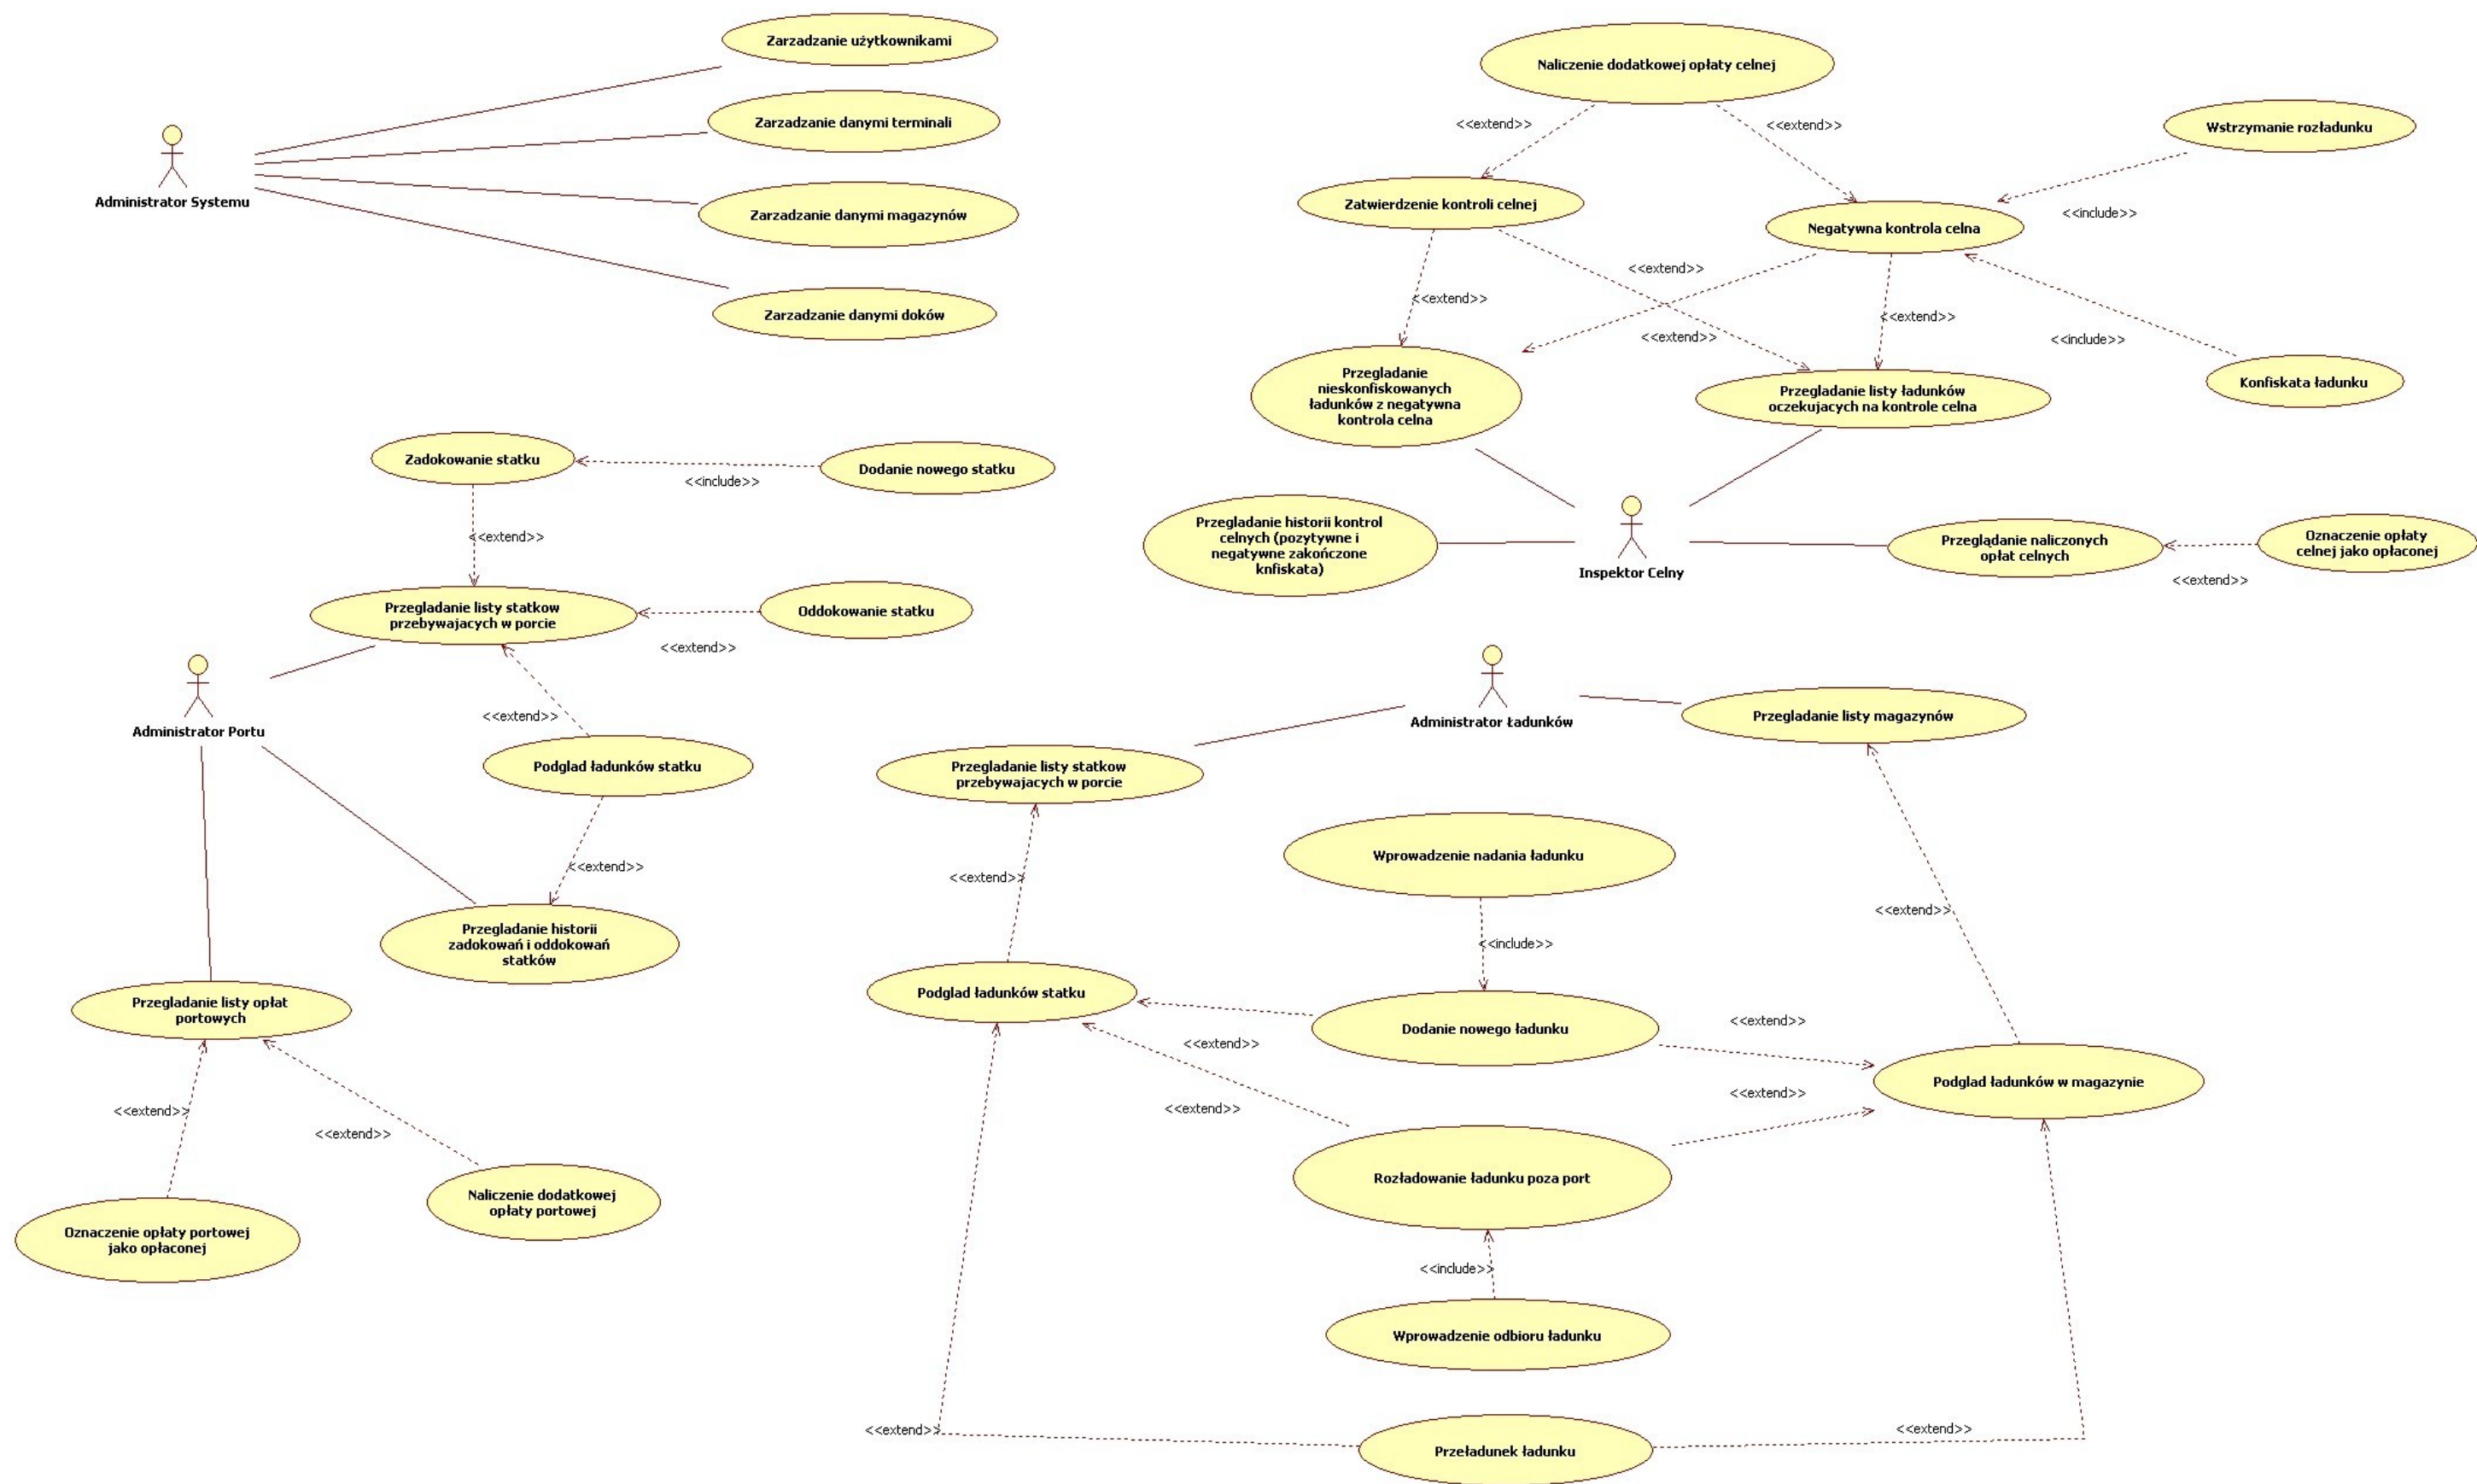 Zarzadzanie użytkownikami
Zarzadzanie danymi terminali
Administrator Systemu
Zarzadzanie danymi magazynów
Zarzadzanie danymi doków
Naliczenie dodatkowej opłaty celnej
<<extend>>
<<extend>>
Wstrzymanie rozładunku
Zatwierdzenie kontroli celnej
<<include>>
Negatywna kontrola celna
<<extend>>
<<extend>>
<<extend>>
<<extend>>
<<include>>
Przegladanie
nieskonfiskowanych
ładunków z negatywna
kontrola celna
Przegladanie listy ładunków
oczekujacych na kontrole celna
Konfiskata ładunku
Przegladanie historii kontrol
celnych (pozytywne i
negatywne zakończone
knfiskata)
Inspektor Celny
Przeglądanie naliczonych
opłat celnych
Oznaczenie opłaty
celnej jako opłaconej
<<extend>>
Zadokowanie statku
<<include>>
Dodanie nowego statku
<<extend>>
Przegladanie listy statkow
przebywajacych w porcie
Oddokowanie statku
<<extend>>
Administrator Portu
<<extend>>
Podglad ładunków statku
<<extend>>
Przegladanie historii
zadokowań i oddokowań
statków
Przegladanie listy opłat
portowych
<<extend>>
<<extend>>
Naliczenie dodatkowej
opłaty portowej
Oznaczenie opłaty portowej
jako opłaconej
Administrator Ładunków
Przegladanie listy magazynów
Przegladanie listy statkow
przebywajacych w porcie
Wprowadzenie nadania ładunku
<<extend>>
<<extend>>
<<include>>
Podglad ładunków statku
Dodanie nowego ładunku
<<extend>>
<<extend>>
Podglad ładunków w magazynie
<<extend>>
<<extend>>
Rozładowanie ładunku poza port
<<include>>
Wprowadzenie odbioru ładunku
<<extend>>
<<extend>>
Przeładunek ładunku